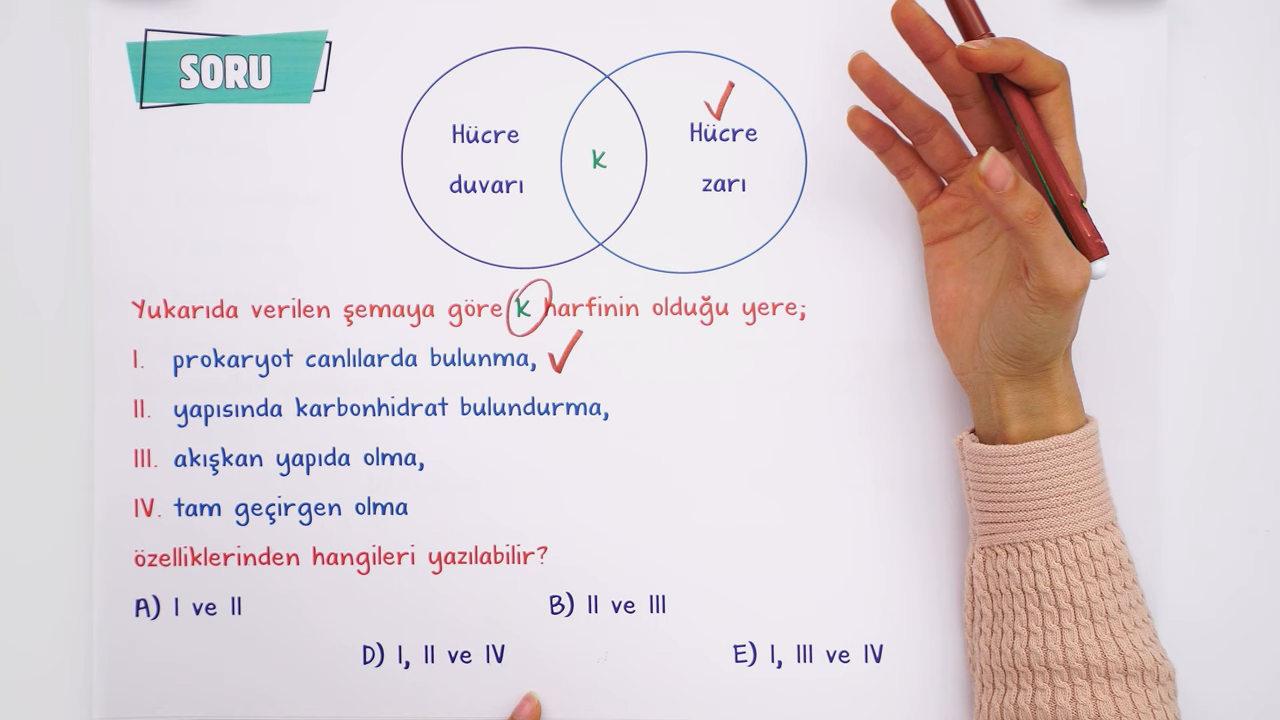 SORU
Hücre
duvarı
K
Hücre
zarı
Yukarıda verilen şemaya göre K harfinin olduğu yere;
I. prokaryot canlılarda bulunma,
II. yapısında karbonhidrat bulundurma,
III. akışkan yapıda olma,
IV. tam geçirgen olma
özelliklerinden hangileri yazılabilir?
A) I ve II
B) II ve III
D) I, II ve IV
E) I, III ve IV